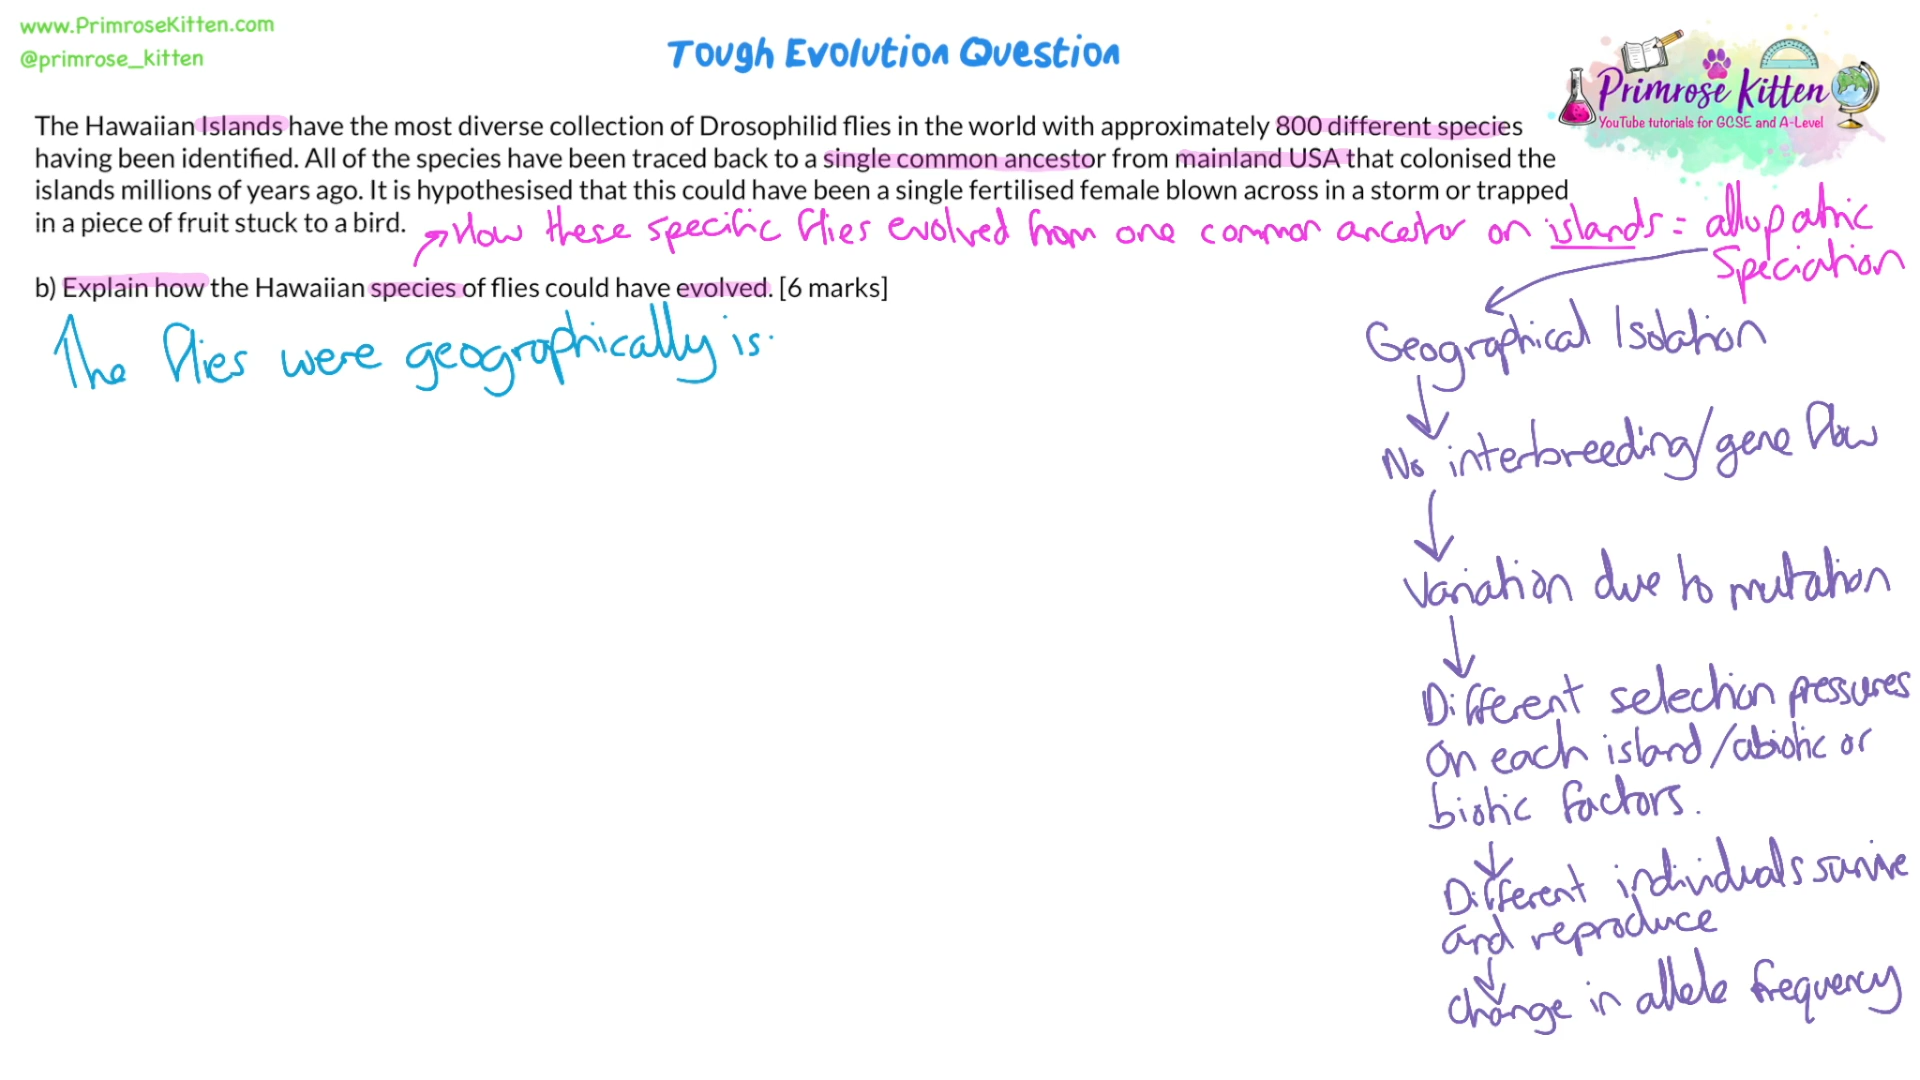 www.PrimroseKitten.com
@primrose_kitten
Tough Evolution Question
Primrose Kitten
YouTube tutorials for GCSE and A-Level
The Hawaiian Islands have the most diverse collection of Drosophilid flies in the world with approximately 800 different species
having been identified. All of the species have been traced back to a single common ancestor from mainland USA that colonised the
islands millions of years ago. It is hypothesised that this could have been a single fertilised female blown across in a storm or trapped
in a piece of fruit stuck to a bird.
How these specific flies evolved from one common ancestor on islands = allopatric
Speciation
b) Explain how the Hawaiian species of flies could have evolved. [6 marks]
The flies were geographically is
Geographical Isolation
No interbreeding/gene flow
Variation due to mutation
Different selection pressures
on each island/abiotic or
biotic factors.
Different individuals survive
and reproduce
change in allele frequency